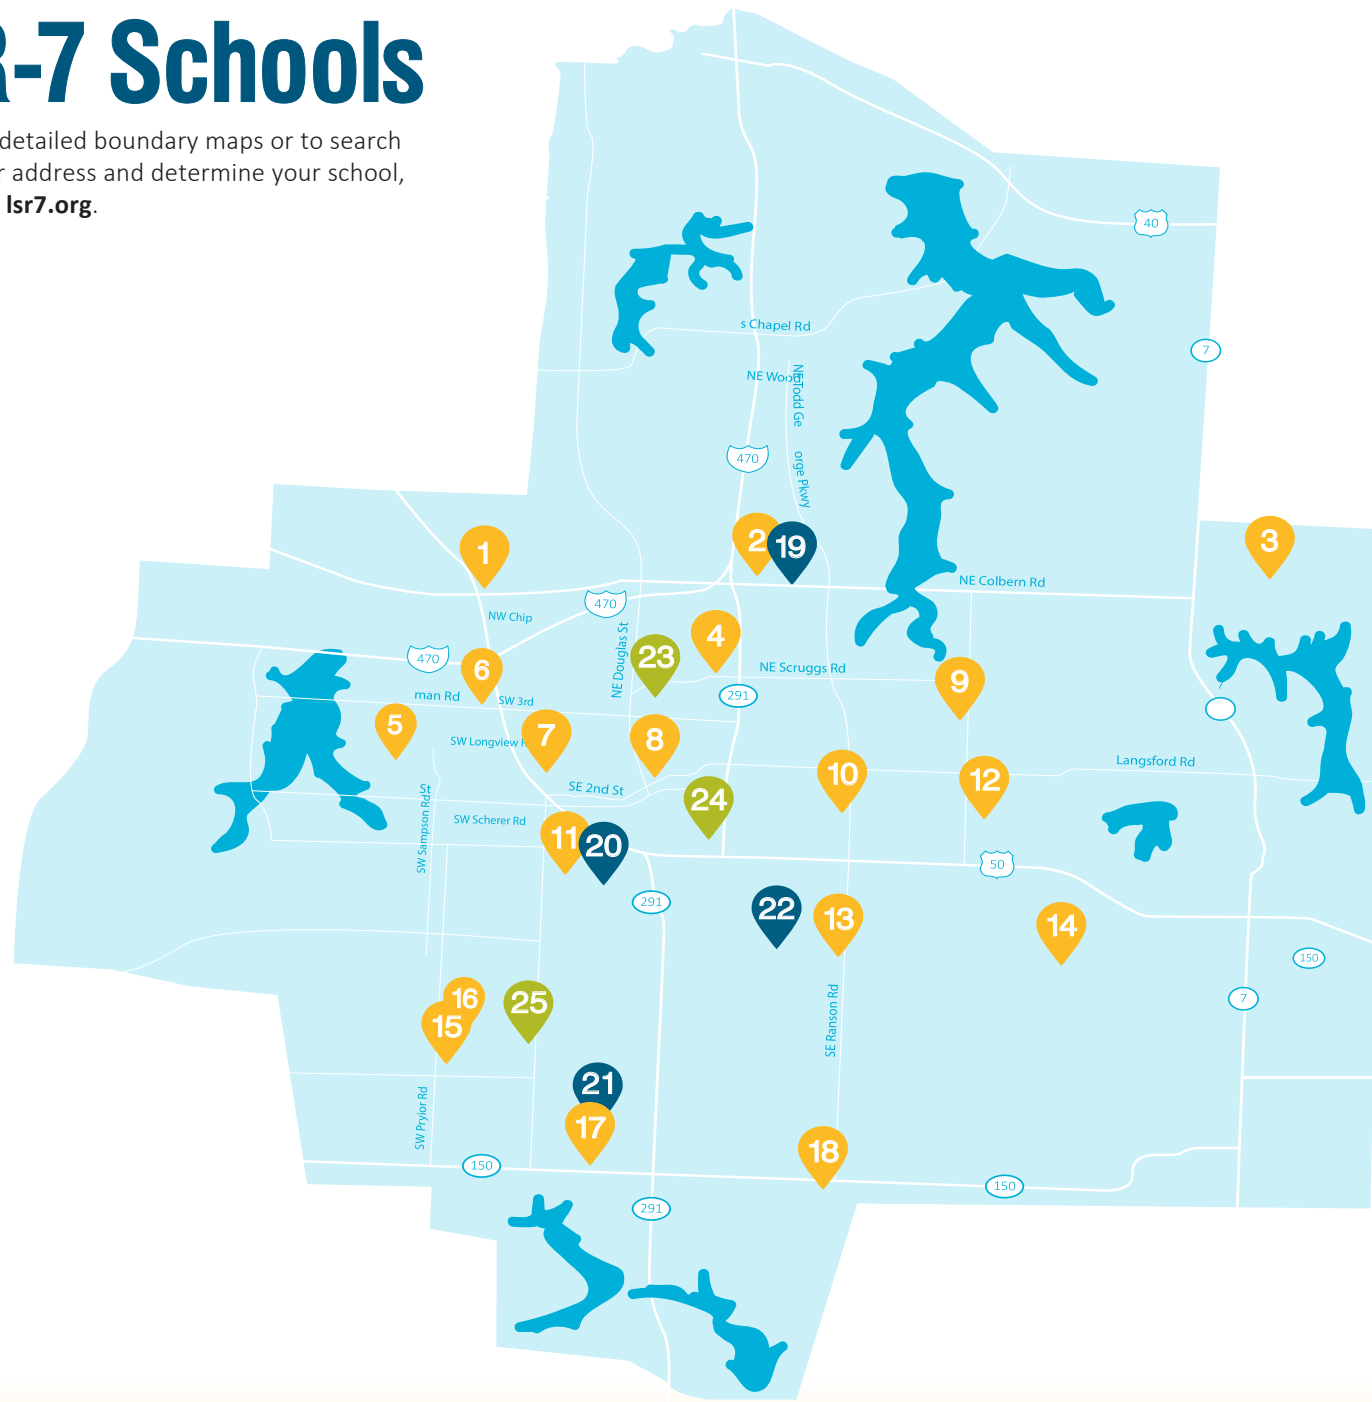 R-7 Schools
detailed boundary maps or to search
r address and determine your school,
lsr7.org.
40
s Chapel Rd
7
NE Wood
NE Todd Ge
470
orge Pkwy
1
2
19
3
NE Colbern Rd
470
NW Chip
NE Douglas St
4
23
470
6
NE Scruggs Rd
9
man Rd
SW 3rd
291
5
7
8
SW Longview R
Langsford Rd
10
12
St
SE 2nd St
24
SW Sampson Rd
SW Scherer Rd
11
20
50
291
22
13
14
150
16
25
7
15
SE Ranson Rd
21
SW Pryior Rd
17
18
150
150
291